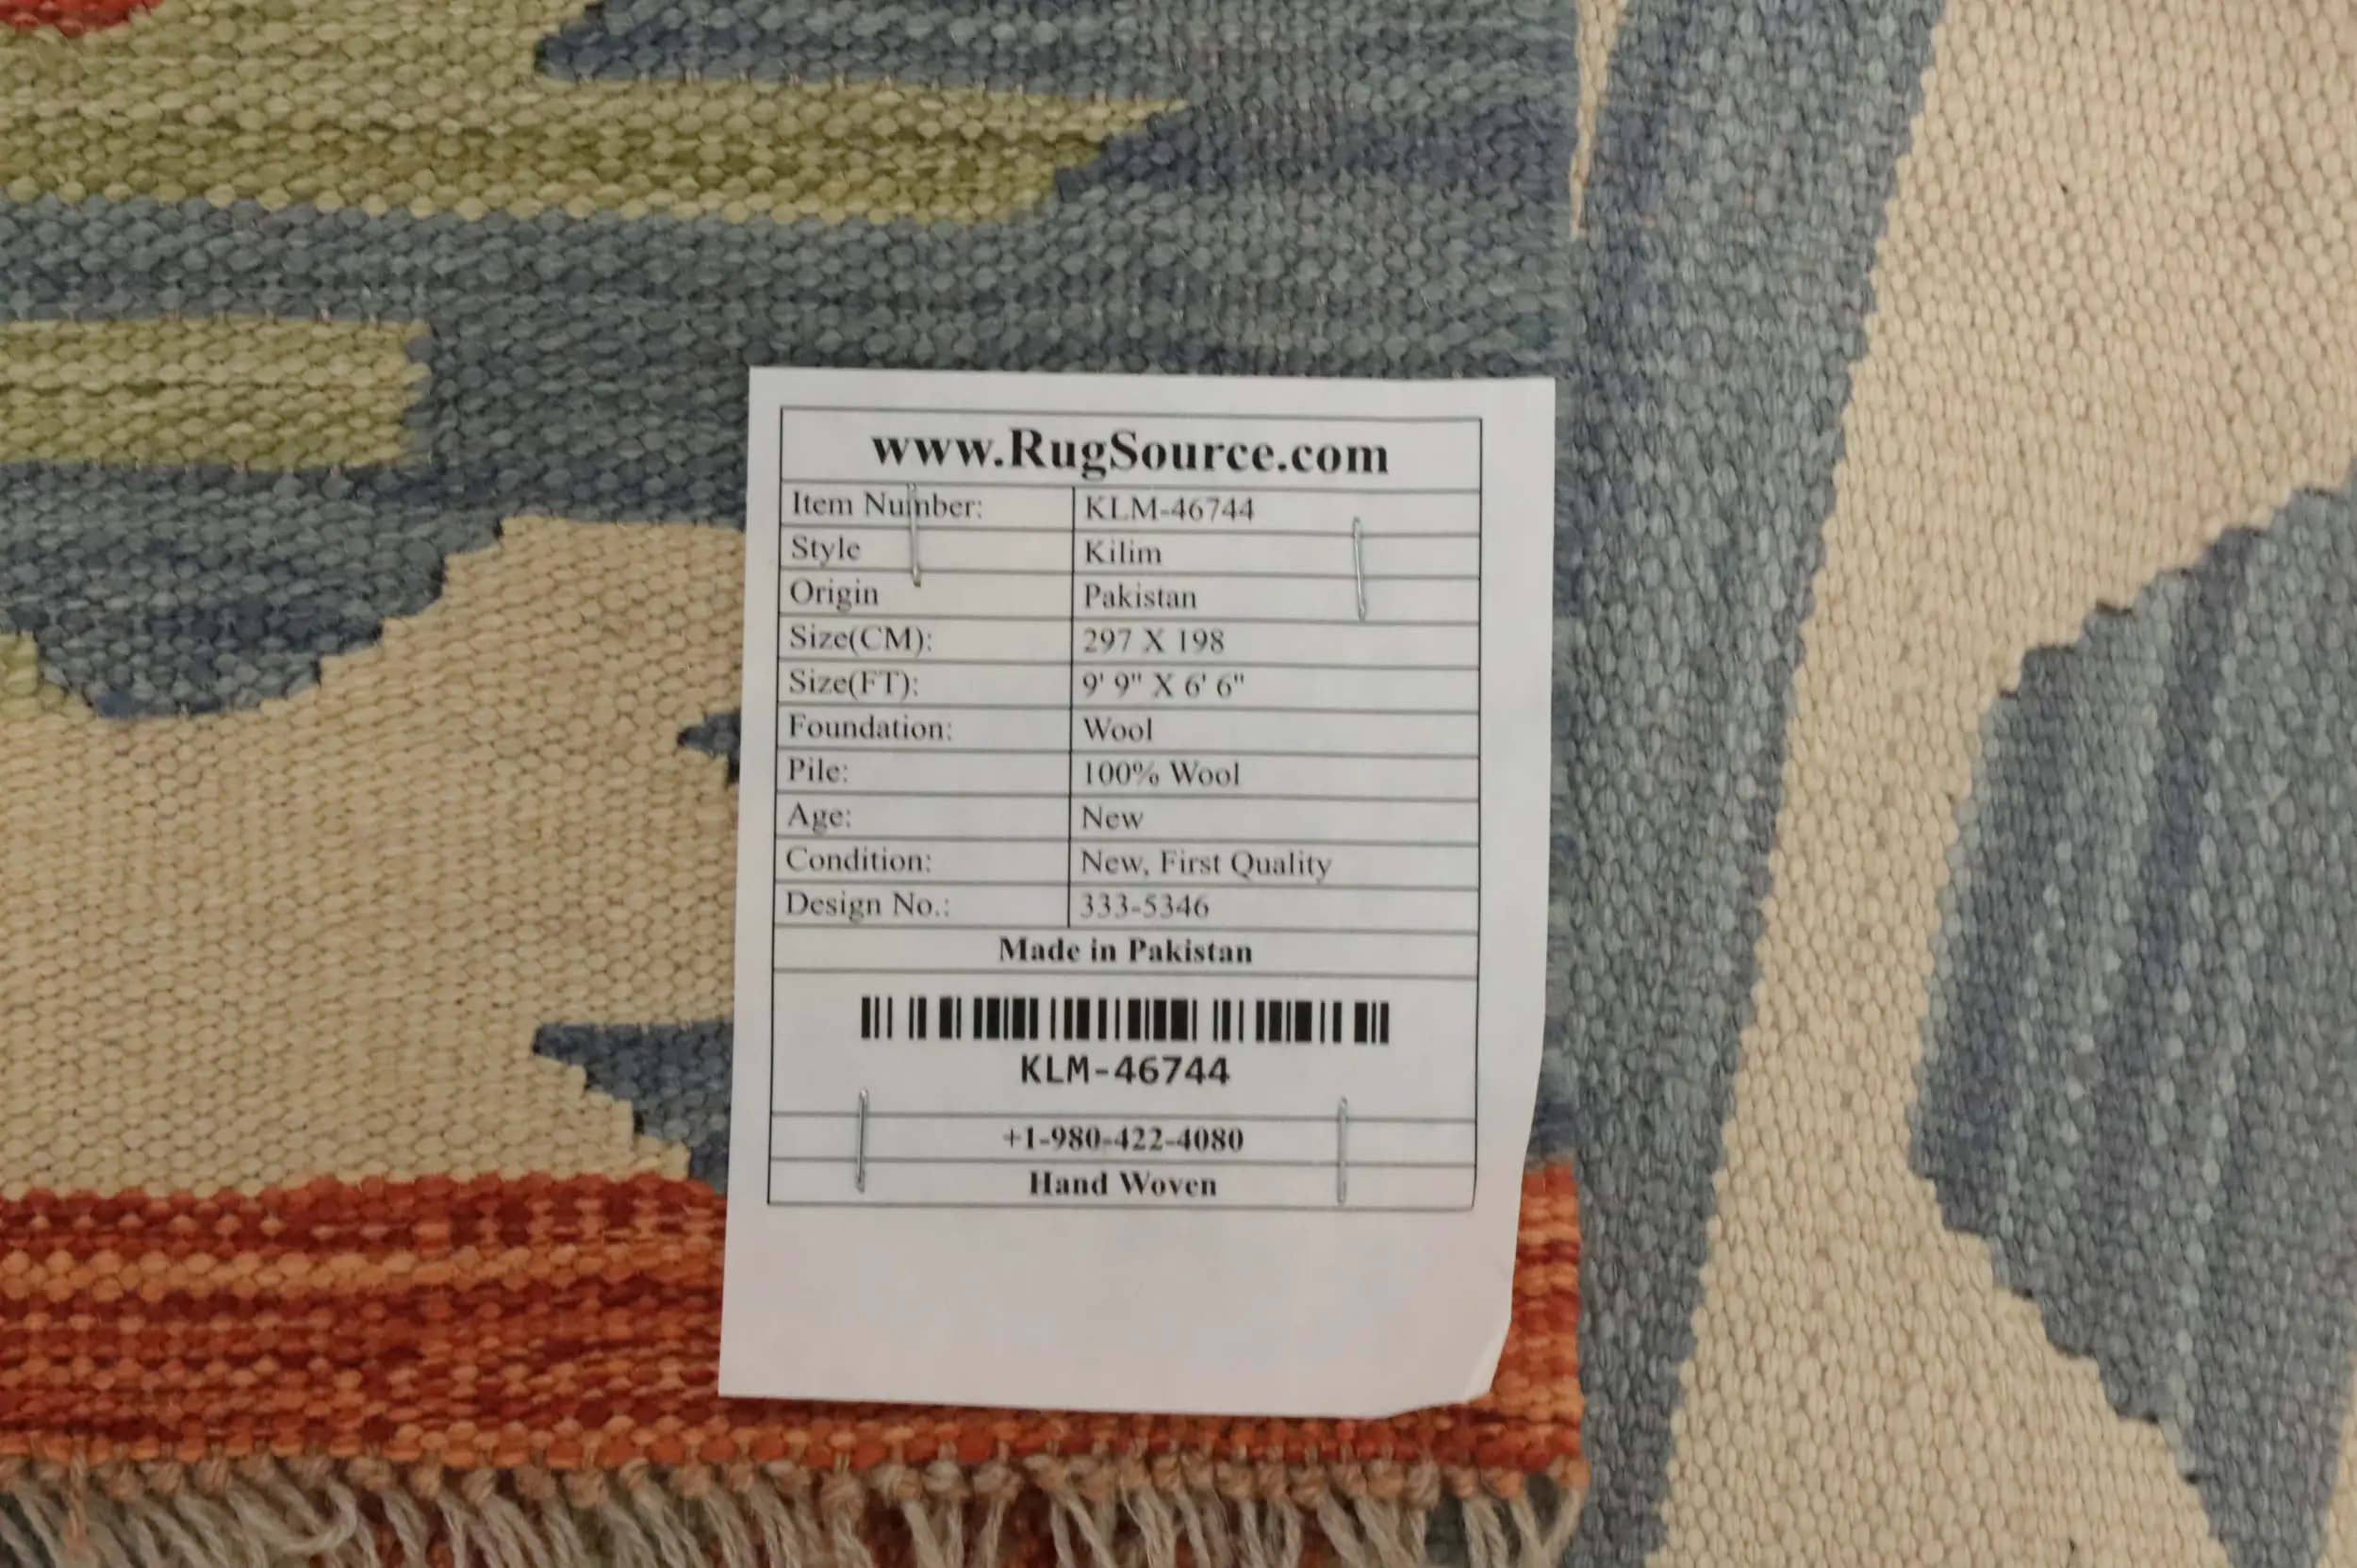 www.RugSource.com
Item Number: KLM-46744
Style Kilim
Origin Pakistan
Size(CM): 297 X 198
Size(FT): 9' 9" X 6' 6"
Foundation: Wool
Pile: 100% Wool
Age: New
Condition: New, First Quality
Design No.: 333-5346
Made in Pakistan
KLM-46744
+1-980-422-4080
Hand Woven